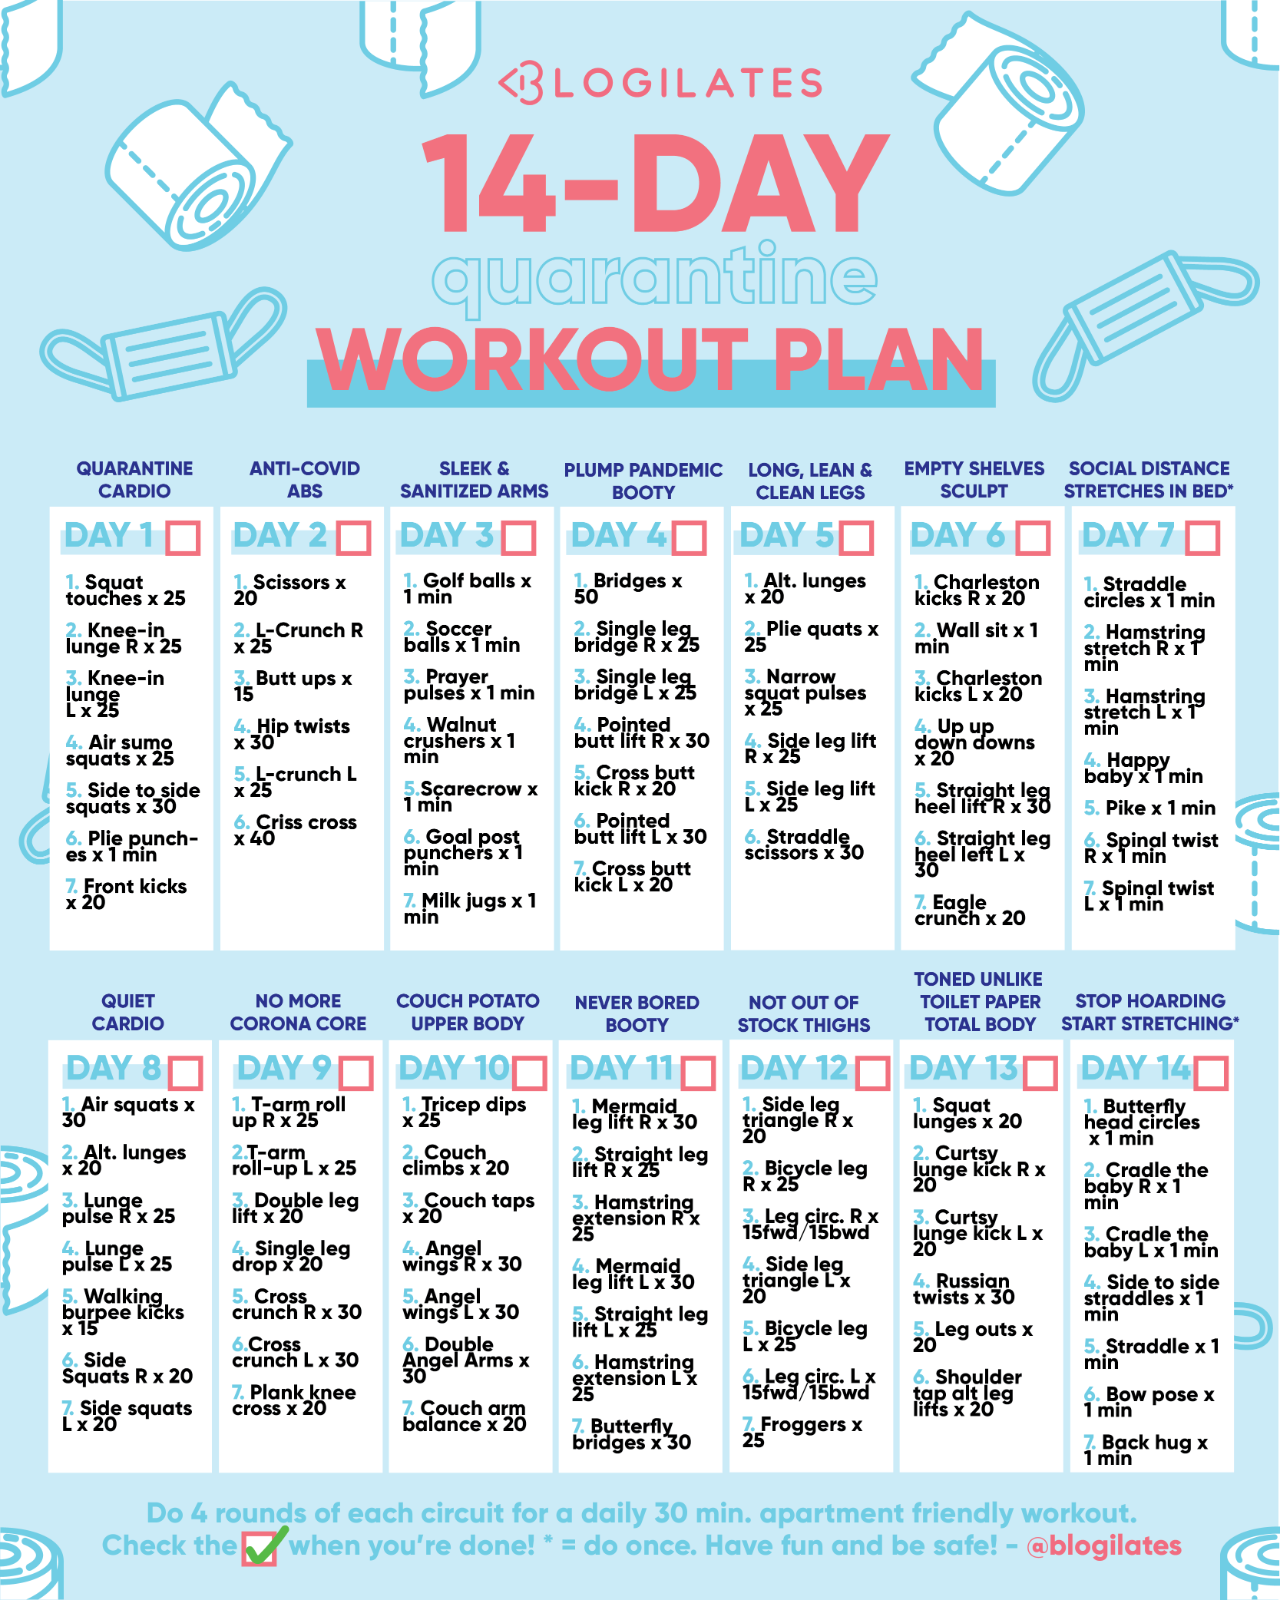 BLOGILATES
14-DAY
quarantine
WORKOUT PLAN
QUARANTINE
CARDIO
DAY 1
1. Squat
touches x 25
2. Knee-in
lunge R x 25
3. Knee-in
lunge
L x 25
4. Air sumo
squats x 25
5. Side to side
squats x 30
6. Plie punch-
es x 1 min
7. Front kicks
x 20
ANTI-COVID
ABS
DAY 2
1. Scissors x
20
2. L-Crunch R
x 25
3. Butt ups x
15
4. Hip twists
x 30
5. L-crunch L
x 25
6. Criss cross
x 40
SLEEK &
SANITIZED ARMS
DAY 3
1. Golf balls x
1 min
2. Soccer
balls x 1 min
3. Prayer
pulses x 1 min
4. Walnut
crushers x 1
min
5.Scarecrow x
1 min
6. Goal post
punchers x 1
min
7. Milk jugs x 1
min
PLUMP PANDEMIC
BOOTY
DAY 4
1. Bridges x
50
2. Single leg
bridge R x 25
3. Single leg
bridge L x 25
4. Pointed
butt lift R x 30
5. Cross butt
kick R x 20
6. Pointed
butt lift L x 30
7. Cross butt
kick L x 20
LONG, LEAN &
CLEAN LEGS
DAY 5
1. Alt. lunges
x 20
2. Plie quats x
25
3. Narrow
squat pulses
x 25
4. Side leg lift
R x 25
5. Side leg lift
L x 25
6. Straddle
scissors x 30
EMPTY SHELVES
SCULPT
DAY 6
1. Charleston
kicks R x 20
2. Wall sit x 1
min
3. Charleston
kicks L x 20
4. Up up
down downs
x 20
5. Straight leg
heel lift R x 30
6. Straight leg
heel left L x
30
7. Eagle
crunch x 20
SOCIAL DISTANCE
STRETCHES IN BED*
DAY 7
1. Straddle
circles x 1 min
2. Hamstring
stretch R x 1
min
3. Hamstring
stretch L x 1
min
4. Happy
baby x 1 min
5. Pike x 1 min
6. Spinal twist
R x 1 min
7. Spinal twist
L x 1 min
QUIET
CARDIO
DAY 8
1. Air squats x
30
2. Alt. lunges
x 20
3. Lunge
pulse R x 25
4. Lunge
pulse L x 25
5. Walking
burpee kicks
x 15
6. Side
Squats R x 20
7. Side squats
L x 20
NO MORE
CORONA CORE
DAY 9
1. T-arm roll
up R x 25
2.T-arm
roll-up L x 25
3. Double leg
lift x 20
4. Single leg
drop x 20
5. Cross
crunch R x 30
6.Cross
crunch L x 30
7. Plank knee
cross x 20
COUCH POTATO
UPPER BODY
DAY 10
1. Tricep dips
x 25
2. Couch
climbs x 20
3. Couch taps
x 20
4. Angel
wings R x 30
5. Angel
wings L x 30
6. Double
Angel Arms x
30
7. Couch arm
balance x 20
NEVER BORED
BOOTY
DAY 11
1. Mermaid
leg lift R x 30
2. Straight leg
lift R x 25
3. Hamstring
extension R x
25
4. Mermaid
leg lift L x 30
5. Straight leg
lift L x 25
6. Hamstring
extension L x
25
7. Butterfly
bridges x 30
NOT OUT OF
STOCK THIGHS
DAY 12
1. Side leg
triangle R x
20
2. Bicycle leg
R x 25
3. Leg circ. R x
15fwd/15bwd
4. Side leg
triangle L x
20
5. Bicycle leg
L x 25
6. Leg circ. L x
15fwd/15bwd
7. Froggers x
25
TONED UNLIKE
TOILET PAPER
TOTAL BODY
DAY 13
1. Squat
lunges x 20
2. Curtsy
lunge kick R x
20
3. Curtsy
lunge kick L x
20
4. Russian
twists x 30
5. Leg outs x
20
6. Shoulder
tap alt leg
lifts x 20
STOP HOARDING
START STRETCHING*
DAY 14
1. Butterfly
head circles
x 1 min
2. Cradle the
baby R x 1
min
3. Cradle the
baby L x 1 min
4. Side to side
straddles x 1
min
5. Straddle x 1
min
6. Bow pose x
1 min
7. Back hug x
1 min
Do 4 rounds of each circuit for a daily 30 min. apartment friendly workout.
Check the when you're done! * = do once. Have fun and be safe! - @blogilates